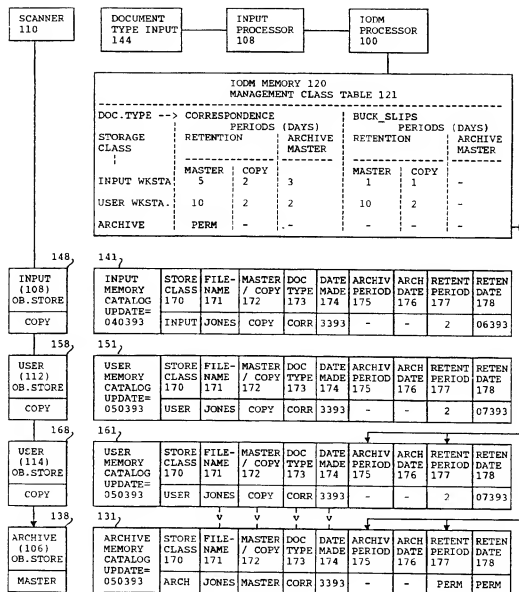 SCANNER
110
DOCUMENT
TYPE INPUT
144
INPUT
PROCESSOR
108
IODM
PROCESSOR
100
IODM MEMORY 120
MANAGEMENT CLASS TABLE 121
DOC.TYPE --> CORRESPONDENCE BUCK_SLIPS
PERIODS (DAYS) PERIODS (DAYS)
STORAGE RETENTION ARCHIVE RETENTION ARCHIVE
CLASS MASTER MASTER
MASTER COPY MASTER COPY
INPUT WKSTA 5 2 3 1 1 -
USER WKSTA. 10 2 2 10 2 -
ARCHIVE PERM - - - - -
148 141
INPUT
(108)
OB.STORE
COPY
INPUT STORE FILE- MASTER DOC DATE ARCHIV ARCH RETENT RETEN
MEMORY CLASS NAME / COPY TYPE MADE PERIOD DATE PERIOD DATE
CATALOG 170 171 172 173 174 175 176 177 178
UPDATE=
040393 INPUT JONES COPY CORR 3393 - - 2 06393
158 151
USER
(112)
OB.STORE
COPY
USER STORE FILE- MASTER DOC DATE ARCHIV ARCH RETENT RETEN
MEMORY CLASS NAME / COPY TYPE MADE PERIOD DATE PERIOD DATE
CATALOG 170 171 172 173 174 175 176 177 178
UPDATE=
050393 USER JONES COPY CORR 3393 - - 2 07393
168 161
USER
(114)
OB.STORE
COPY
USER STORE FILE- MASTER DOC DATE ARCHIV ARCH RETENT RETEN
MEMORY CLASS NAME / COPY TYPE MADE PERIOD DATE PERIOD DATE
CATALOG 170 171 172 173 174 175 176 177 178
UPDATE=
050393 USER JONES COPY CORR 3393 - - 2 07393
v v v v
138 131
ARCHIVE
(106)
OB.STORE
MASTER
ARCHIVE STORE FILE- MASTER DOC DATE ARCHIV ARCH RETENT RETEN
MEMORY CLASS NAME / COPY TYPE MADE PERIOD DATE PERIOD DATE
CATALOG 170 171 172 173 174 175 176 177 178
UPDATE=
050393 ARCH JONES MASTER CORR 3393 - - PERM PERM